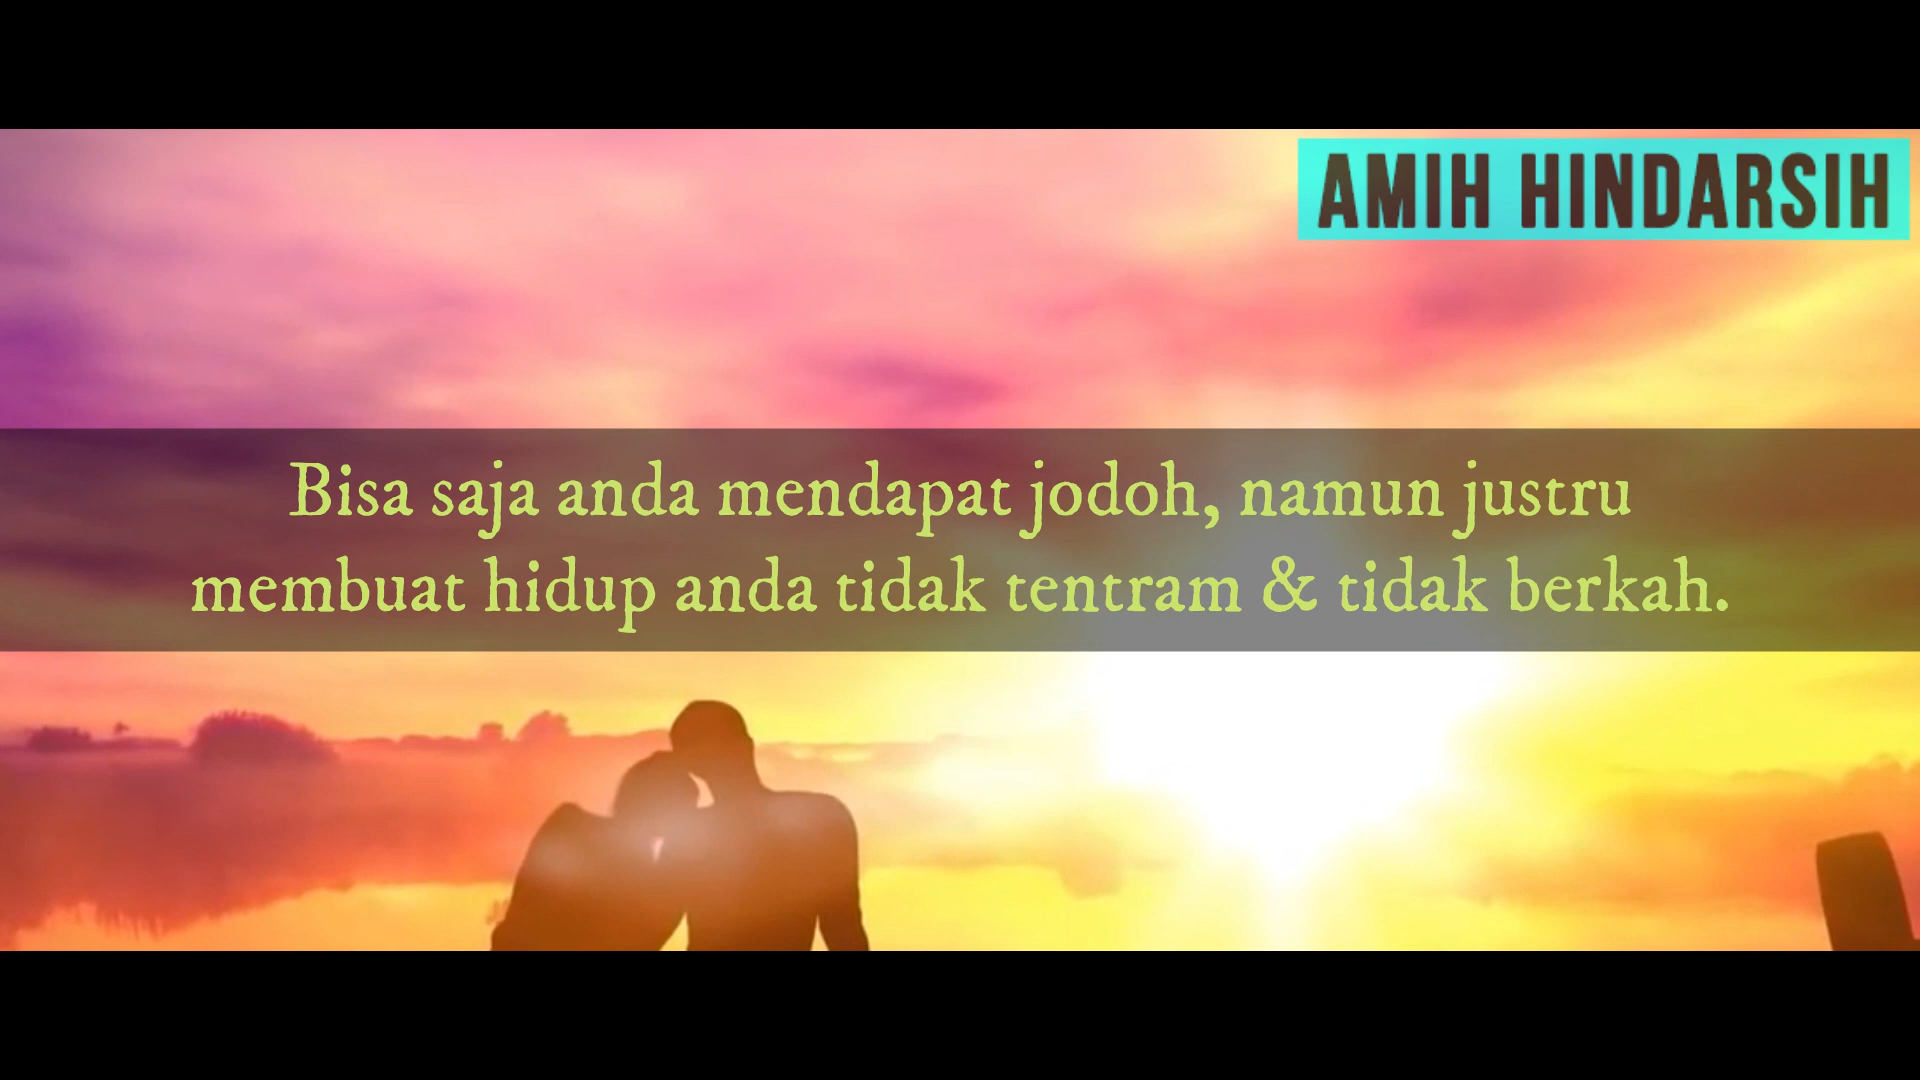 AMIH HINDARSIH
Bisa saja anda mendapat jodoh, namun justru
membuat hidup anda tidak tentram & tidak berkah.